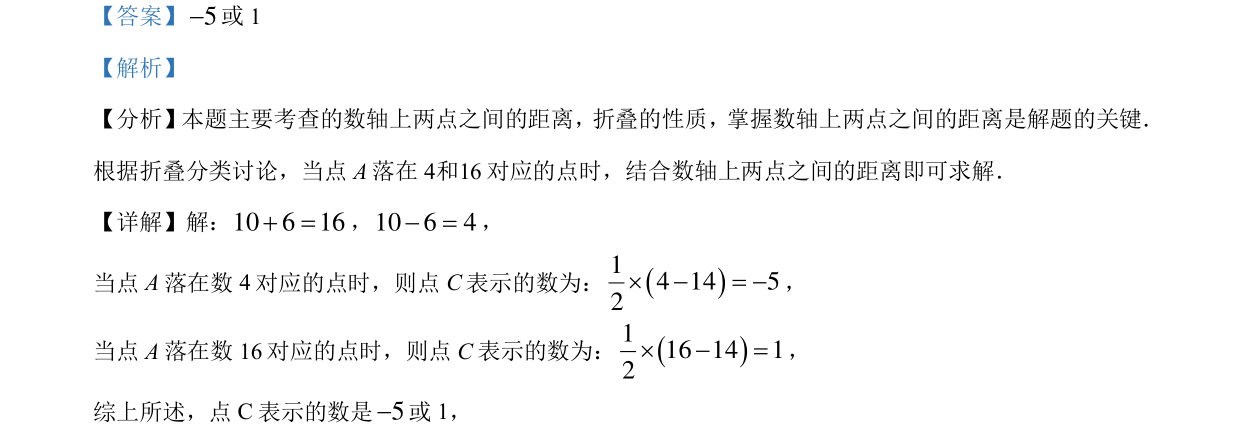 【答案】−5或 1
【解析】
【分析】本题主要考查的数轴上两点之间的距离，折叠的性质，掌握数轴上两点之间的距离是解题的关键．
根据折叠分类讨论，当点 A 落在 4和16 对应的点时，结合数轴上两点之间的距离即可求解．
【详解】解：10+6=16，10−6=4，
当点 A 落在数 4 对应的点时，则点 C 表示的数为：1/2×(4−14)=−5，
当点 A 落在数 16 对应的点时，则点 C 表示的数为：1/2×(16−14)=1，
综上所述，点 C 表示的数是−5或 1，